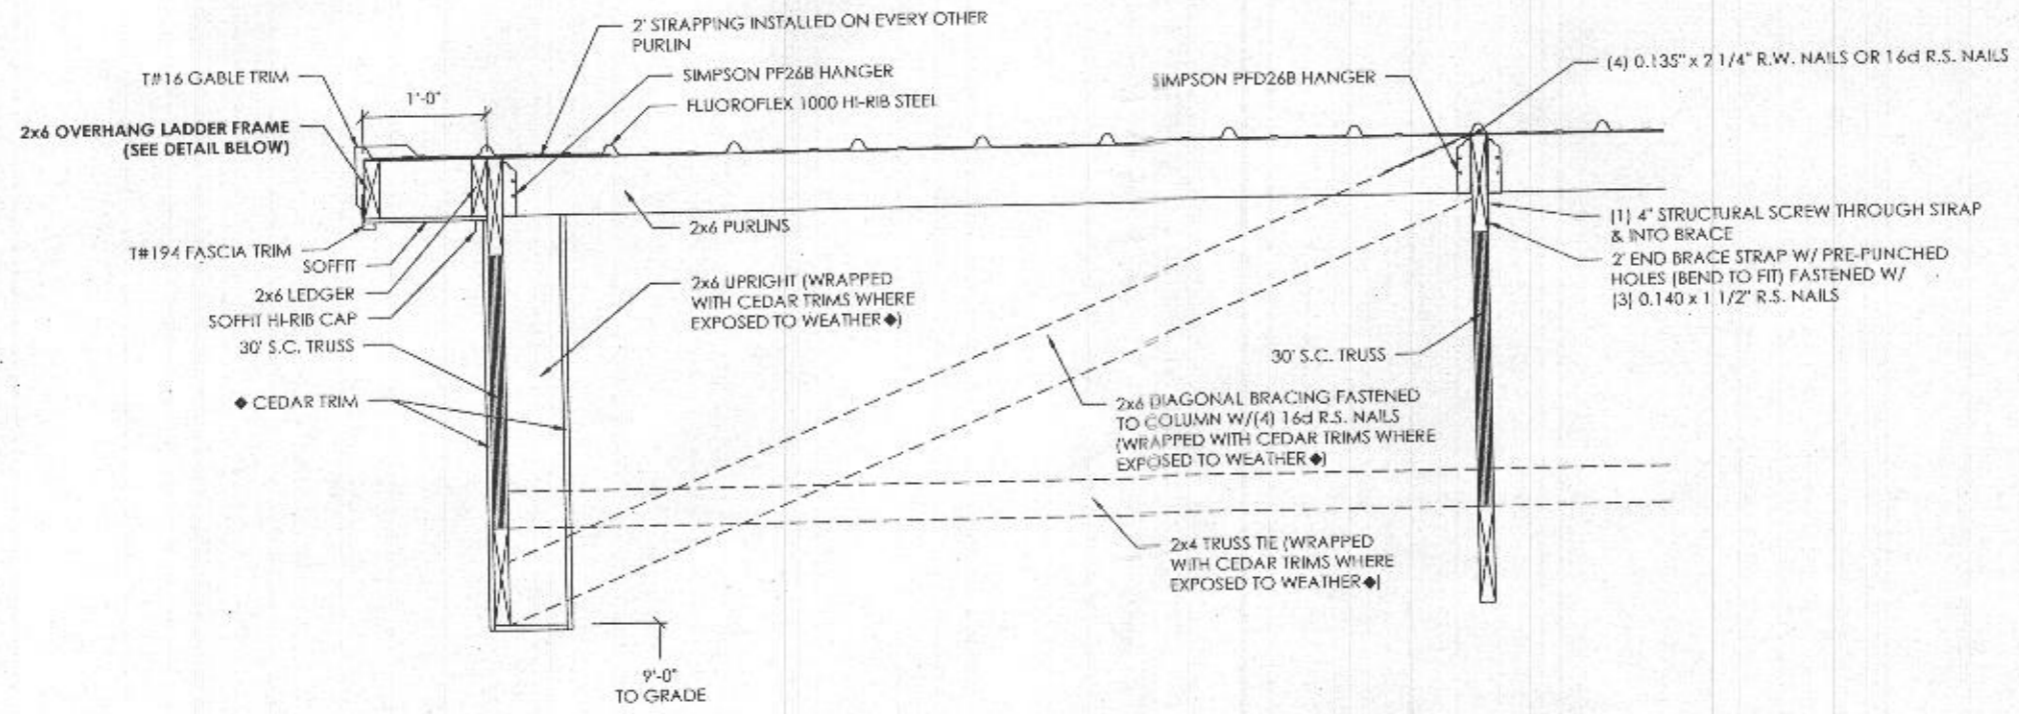 2' STRAPPING INSTALLED ON EVERY OTHER
PURLIN
SIMPSON PF26B HANGER
FLUOROFLEX 1000 HI-RIB STEEL
T#16 GABLE TRIM
1'-0"
2x6 OVERHANG LADDER FRAME
(SEE DETAIL BELOW)
SIMPSON PFD26B HANGER
(4) 0.135" x 2 1/4" R.W. NAILS OR 16d R.S. NAILS
T#194 FASCIA TRIM
SOFFIT
2x6 LEDGER
SOFFIT HI-RIB CAP
30' S.C. TRUSS
◆ CEDAR TRIM
2x6 PURLINS
2x6 UPRIGHT (WRAPPED
WITH CEDAR TRIMS WHERE
EXPOSED TO WEATHER◆)
(1) 4" STRUCTURAL SCREW THROUGH STRAP
& INTO BRACE
2' END BRACE STRAP W/ PRE-PUNCHED
HOLES (BEND TO FIT) FASTENED W/
(3) 0.140 x 1 1/2" R.S. NAILS
30' S.C. TRUSS
2x6 DIAGONAL BRACING FASTENED
TO COLUMN W/(4) 16d R.S. NAILS
(WRAPPED WITH CEDAR TRIMS WHERE
EXPOSED TO WEATHER◆)
2x4 TRUSS TIE (WRAPPED
WITH CEDAR TRIMS WHERE
EXPOSED TO WEATHER◆)
9'-0"
TO GRADE